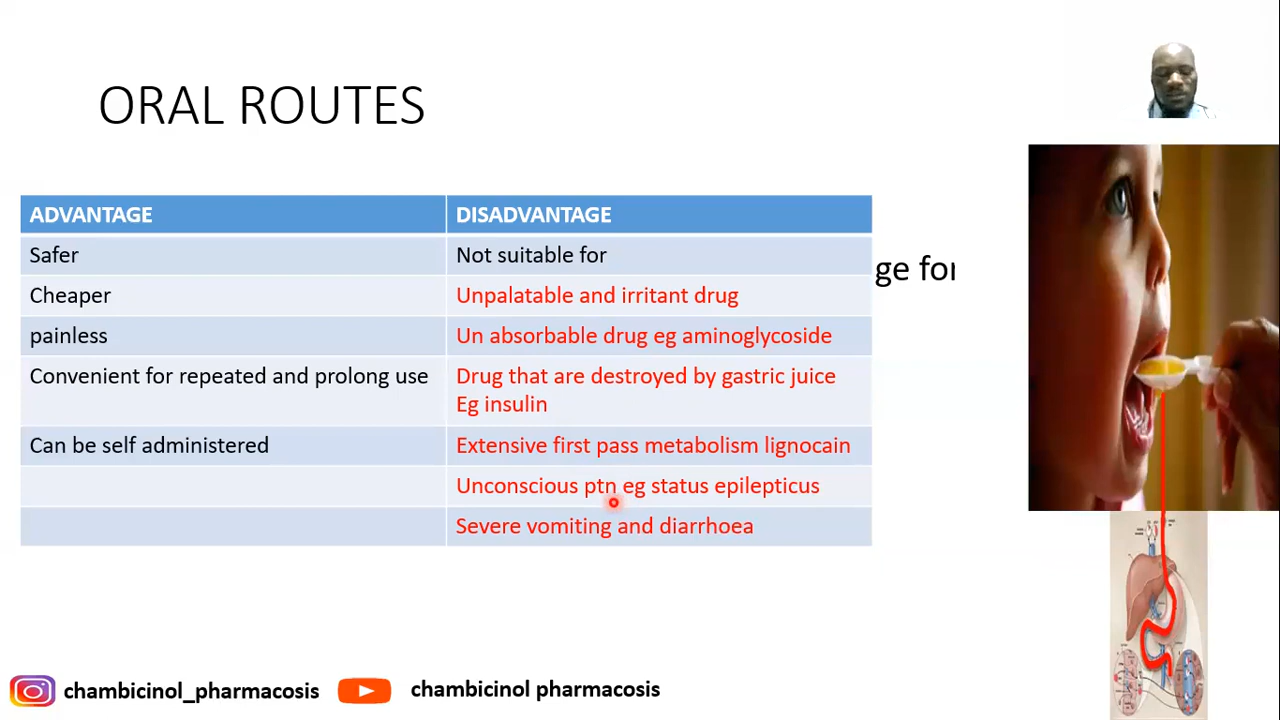 ORAL ROUTES
ADVANTAGE
DISADVANTAGE
Safer
Not suitable for
ge for
Cheaper
Unpalatable and irritant drug
painless
Un absorbable drug eg aminoglycoside
Convenient for repeated and prolong use
Drug that are destroyed by gastric juice
Eg insulin
Can be self administered
Extensive first pass metabolism lignocain
Unconscious ptn eg status epilepticus
Severe vomiting and diarrhoea
chambicinol_pharmacosis
chambicinol pharmacosis